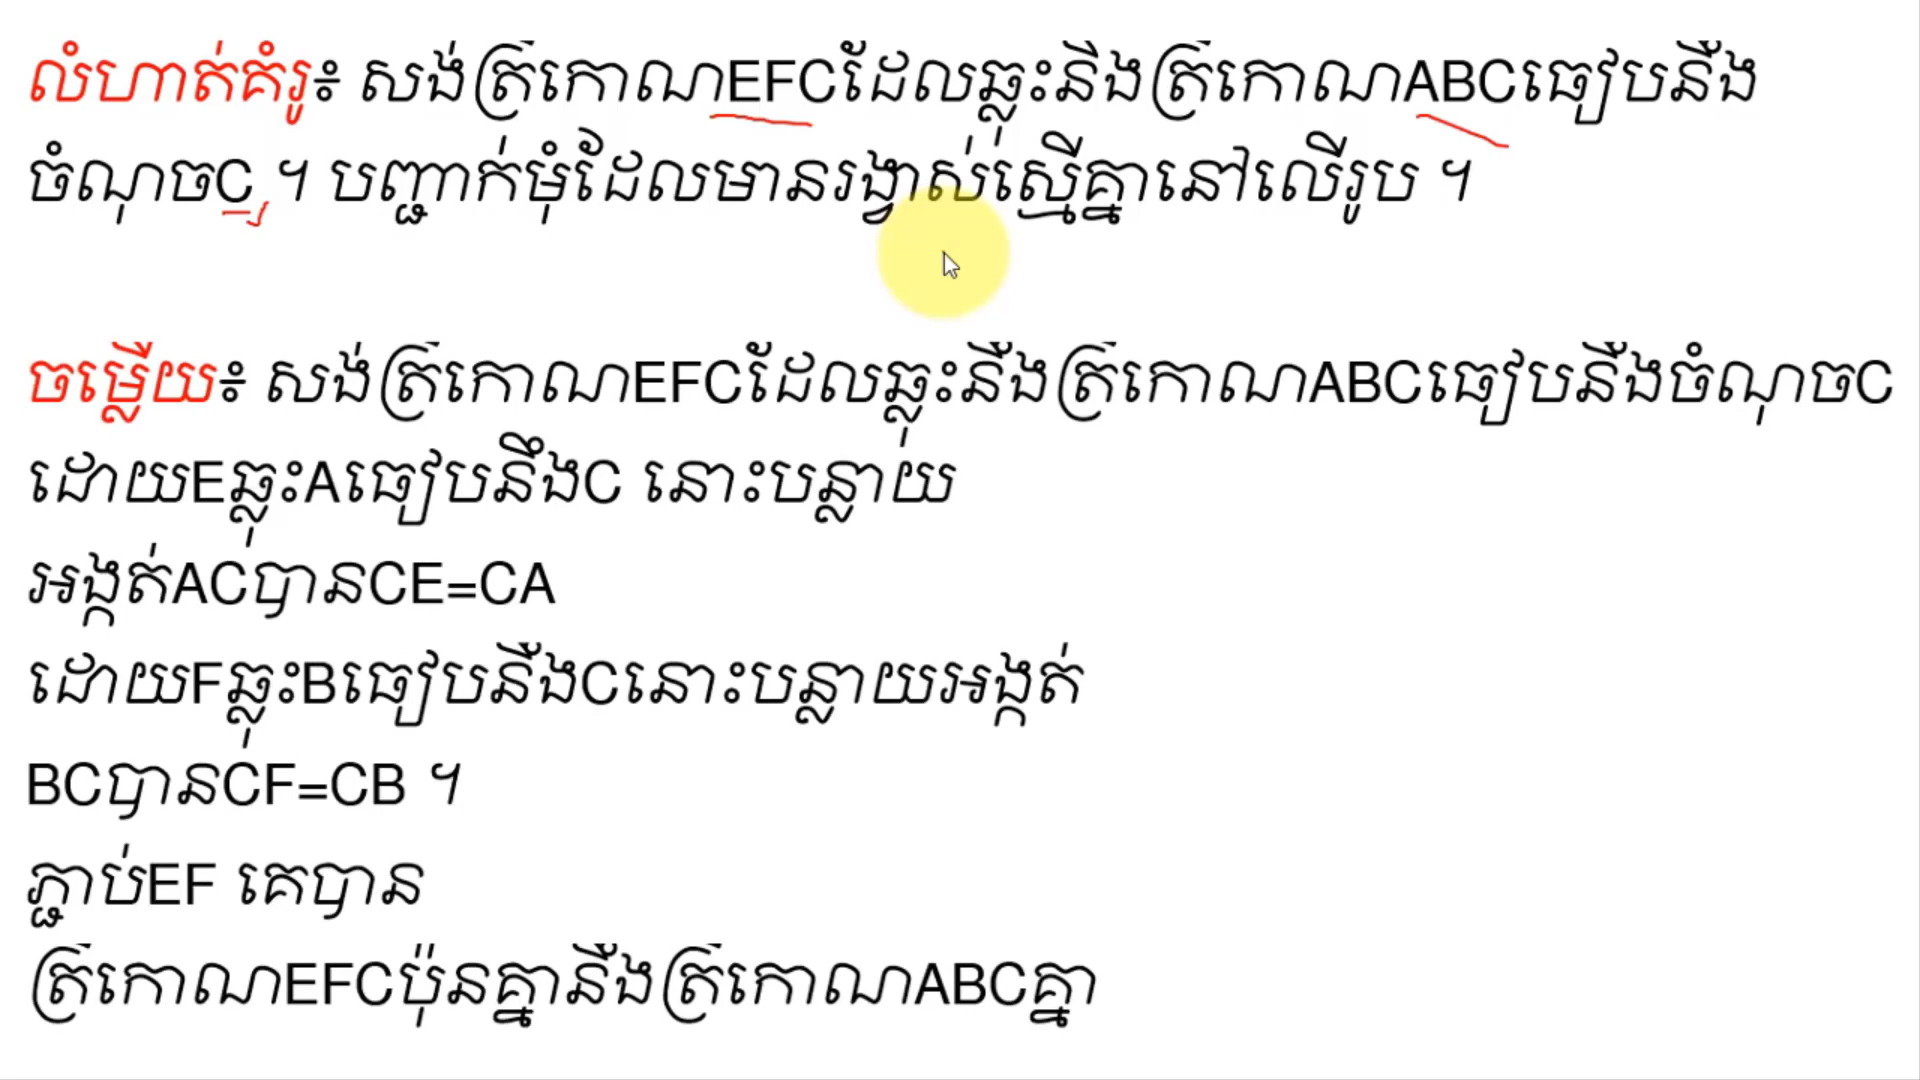 លំហាត់គំរូ៖ សង់ត្រីកោណEFCដែលឆ្លុះនឹងត្រីកោណABCធៀបនឹង
ចំណុចC ។ បញ្ជាក់មុំដែលមានរង្វាស់ស្មើគ្នានៅលើរូប ។
ចម្លើយ៖ សង់ត្រីកោណEFCដែលឆ្លុះនឹងត្រីកោណABCធៀបនឹងចំណុចC
ដោយEឆ្លុះAធៀបនឹងC នោះបន្លាយ
អង្កត់ACបានCE=CA
ដោយFឆ្លុះBធៀបនឹងCនោះបន្លាយអង្កត់
BCបានCF=CB ។
ភ្ជាប់EF គេបាន
ត្រីកោណEFCប៉ុនគ្នានឹងត្រីកោណABCគ្នា